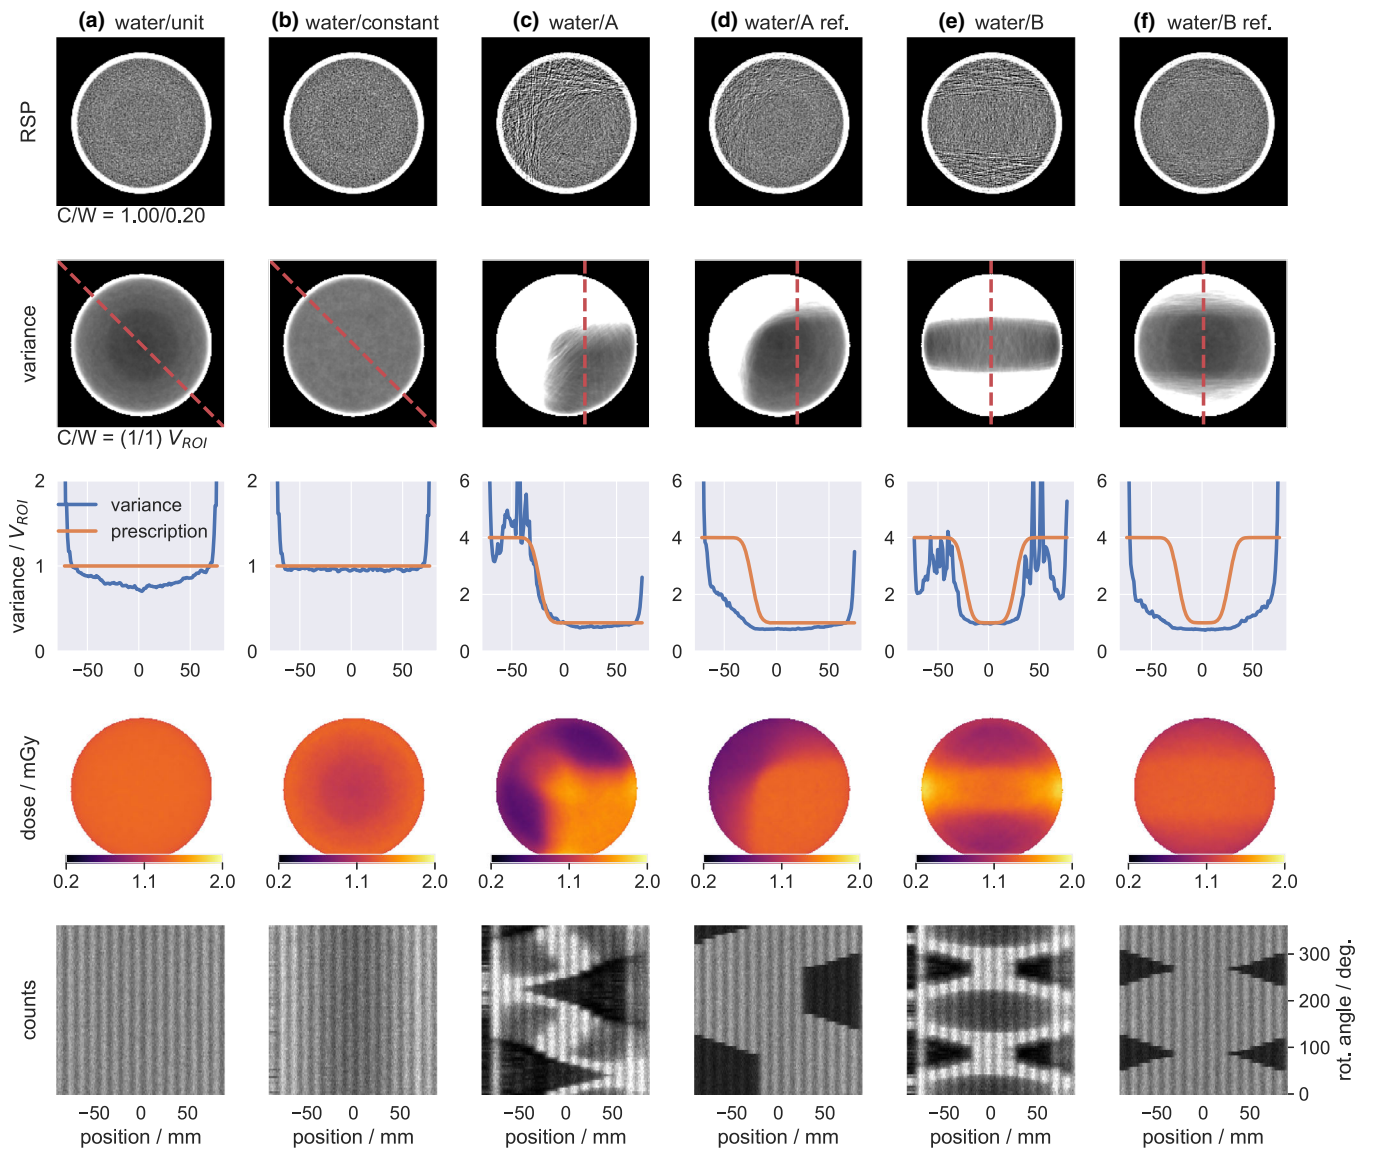 (a) water/unit
(b) water/constant
(c) water/A
(d) water/A ref.
(e) water/B
(f) water/B ref.
RSP
C/W = 1.00/0.20
variance
C/W = (1/1) V_ROI
variance / V_ROI
2
1
0
−50 0 50
variance
prescription
2
1
0
−50 0 50
6
4
2
0
−50 0 50
6
4
2
0
−50 0 50
6
4
2
0
−50 0 50
6
4
2
0
−50 0 50
dose / mGy
0.2 1.1 2.0
0.2 1.1 2.0
0.2 1.1 2.0
0.2 1.1 2.0
0.2 1.1 2.0
0.2 1.1 2.0
counts
−50 0 50
position / mm
−50 0 50
position / mm
−50 0 50
position / mm
−50 0 50
position / mm
−50 0 50
position / mm
−50 0 50
position / mm
300
200
100
0
rot. angle / deg.